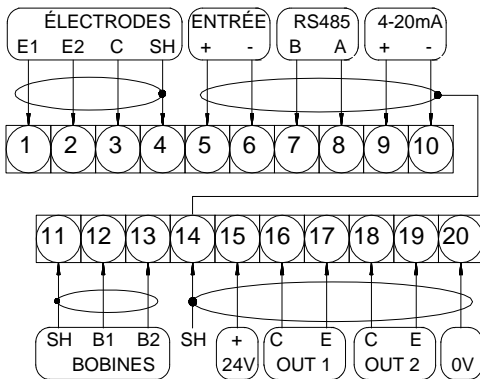 ÉLECTRODES ENTRÉE RS485 4-20mA
E1 E2 C SH + - B A + -
1 2 3 4 5 6 7 8 9 10
11 12 13 14 15 16 17 18 19 20
SH B1 B2 SH + C E C E
BOBINES 24V OUT 1 OUT 2 0V